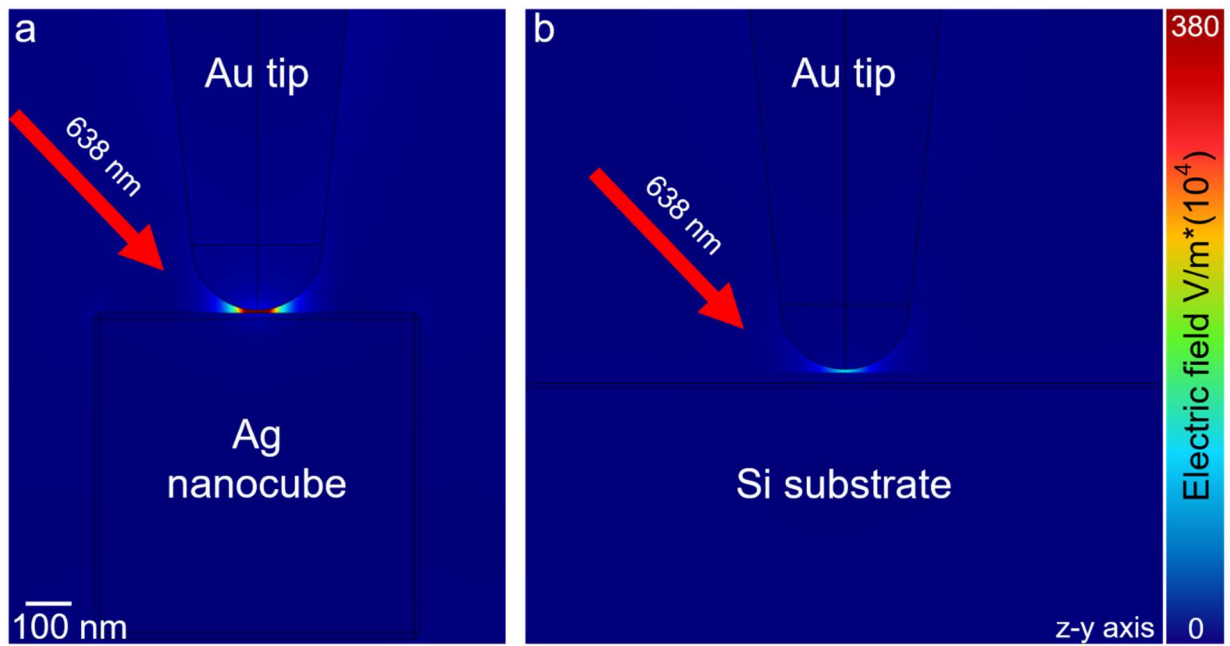 a
Au tip
638 nm
Ag
nanocube
100 nm
b
Au tip
638 nm
Si substrate
z-y axis
380
Electric field V/m*(10⁴)
0